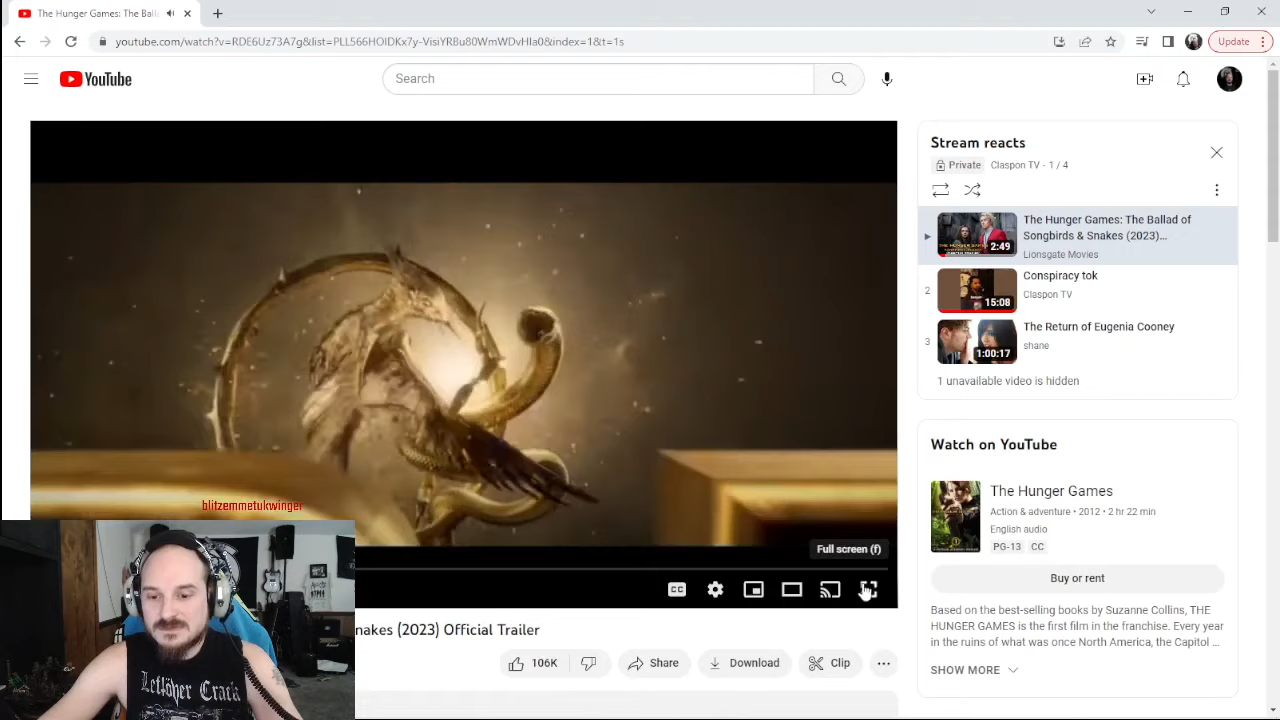 The Hunger Games: The Balla
youtube.com/watch?v=RDE6Uz73A7g&list=PLL566HOIDKx7y-VisiYRBu80WmWDvHla0&index=1&t=1s
Update
YouTube
Search
Stream reacts
Private
Claspon TV - 1 / 4
The Hunger Games: The Ballad of
Songbirds & Snakes (2023)...
Lionsgate Movies
2:49
2
Conspiracy tok
Claspon TV
15:08
3
The Return of Eugenia Cooney
shane
1:00:17
1 unavailable video is hidden
Watch on YouTube
The Hunger Games
Action & adventure • 2012 • 2 hr 22 min
English audio
PG-13 CC
Buy or rent
Based on the best-selling books by Suzanne Collins, THE
HUNGER GAMES is the first film in the franchise. Every year
in the ruins of what was once North America, the Capitol ...
SHOW MORE
blitzemmetukwinger
Full screen (f)
CC
nakes (2023) Official Trailer
106K
Share
Download
Clip
Letlöver Crack